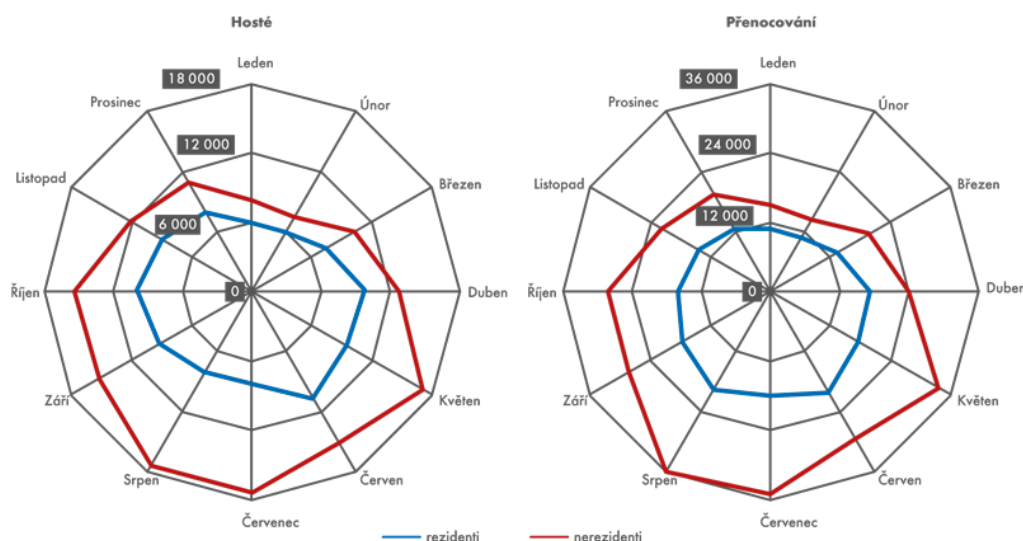 Hosté
18 000
Leden
Prosinec
Únor
12 000
Listopad
Březen
6 000
0
Říjen
Duben
Září
Květen
Srpen
Červen
Červenec
Přenocování
36 000
Leden
Prosinec
Únor
24 000
Listopad
Březen
12 000
0
Říjen
Duben
Září
Květen
Srpen
Červen
Červenec
rezidenti
nerezidenti